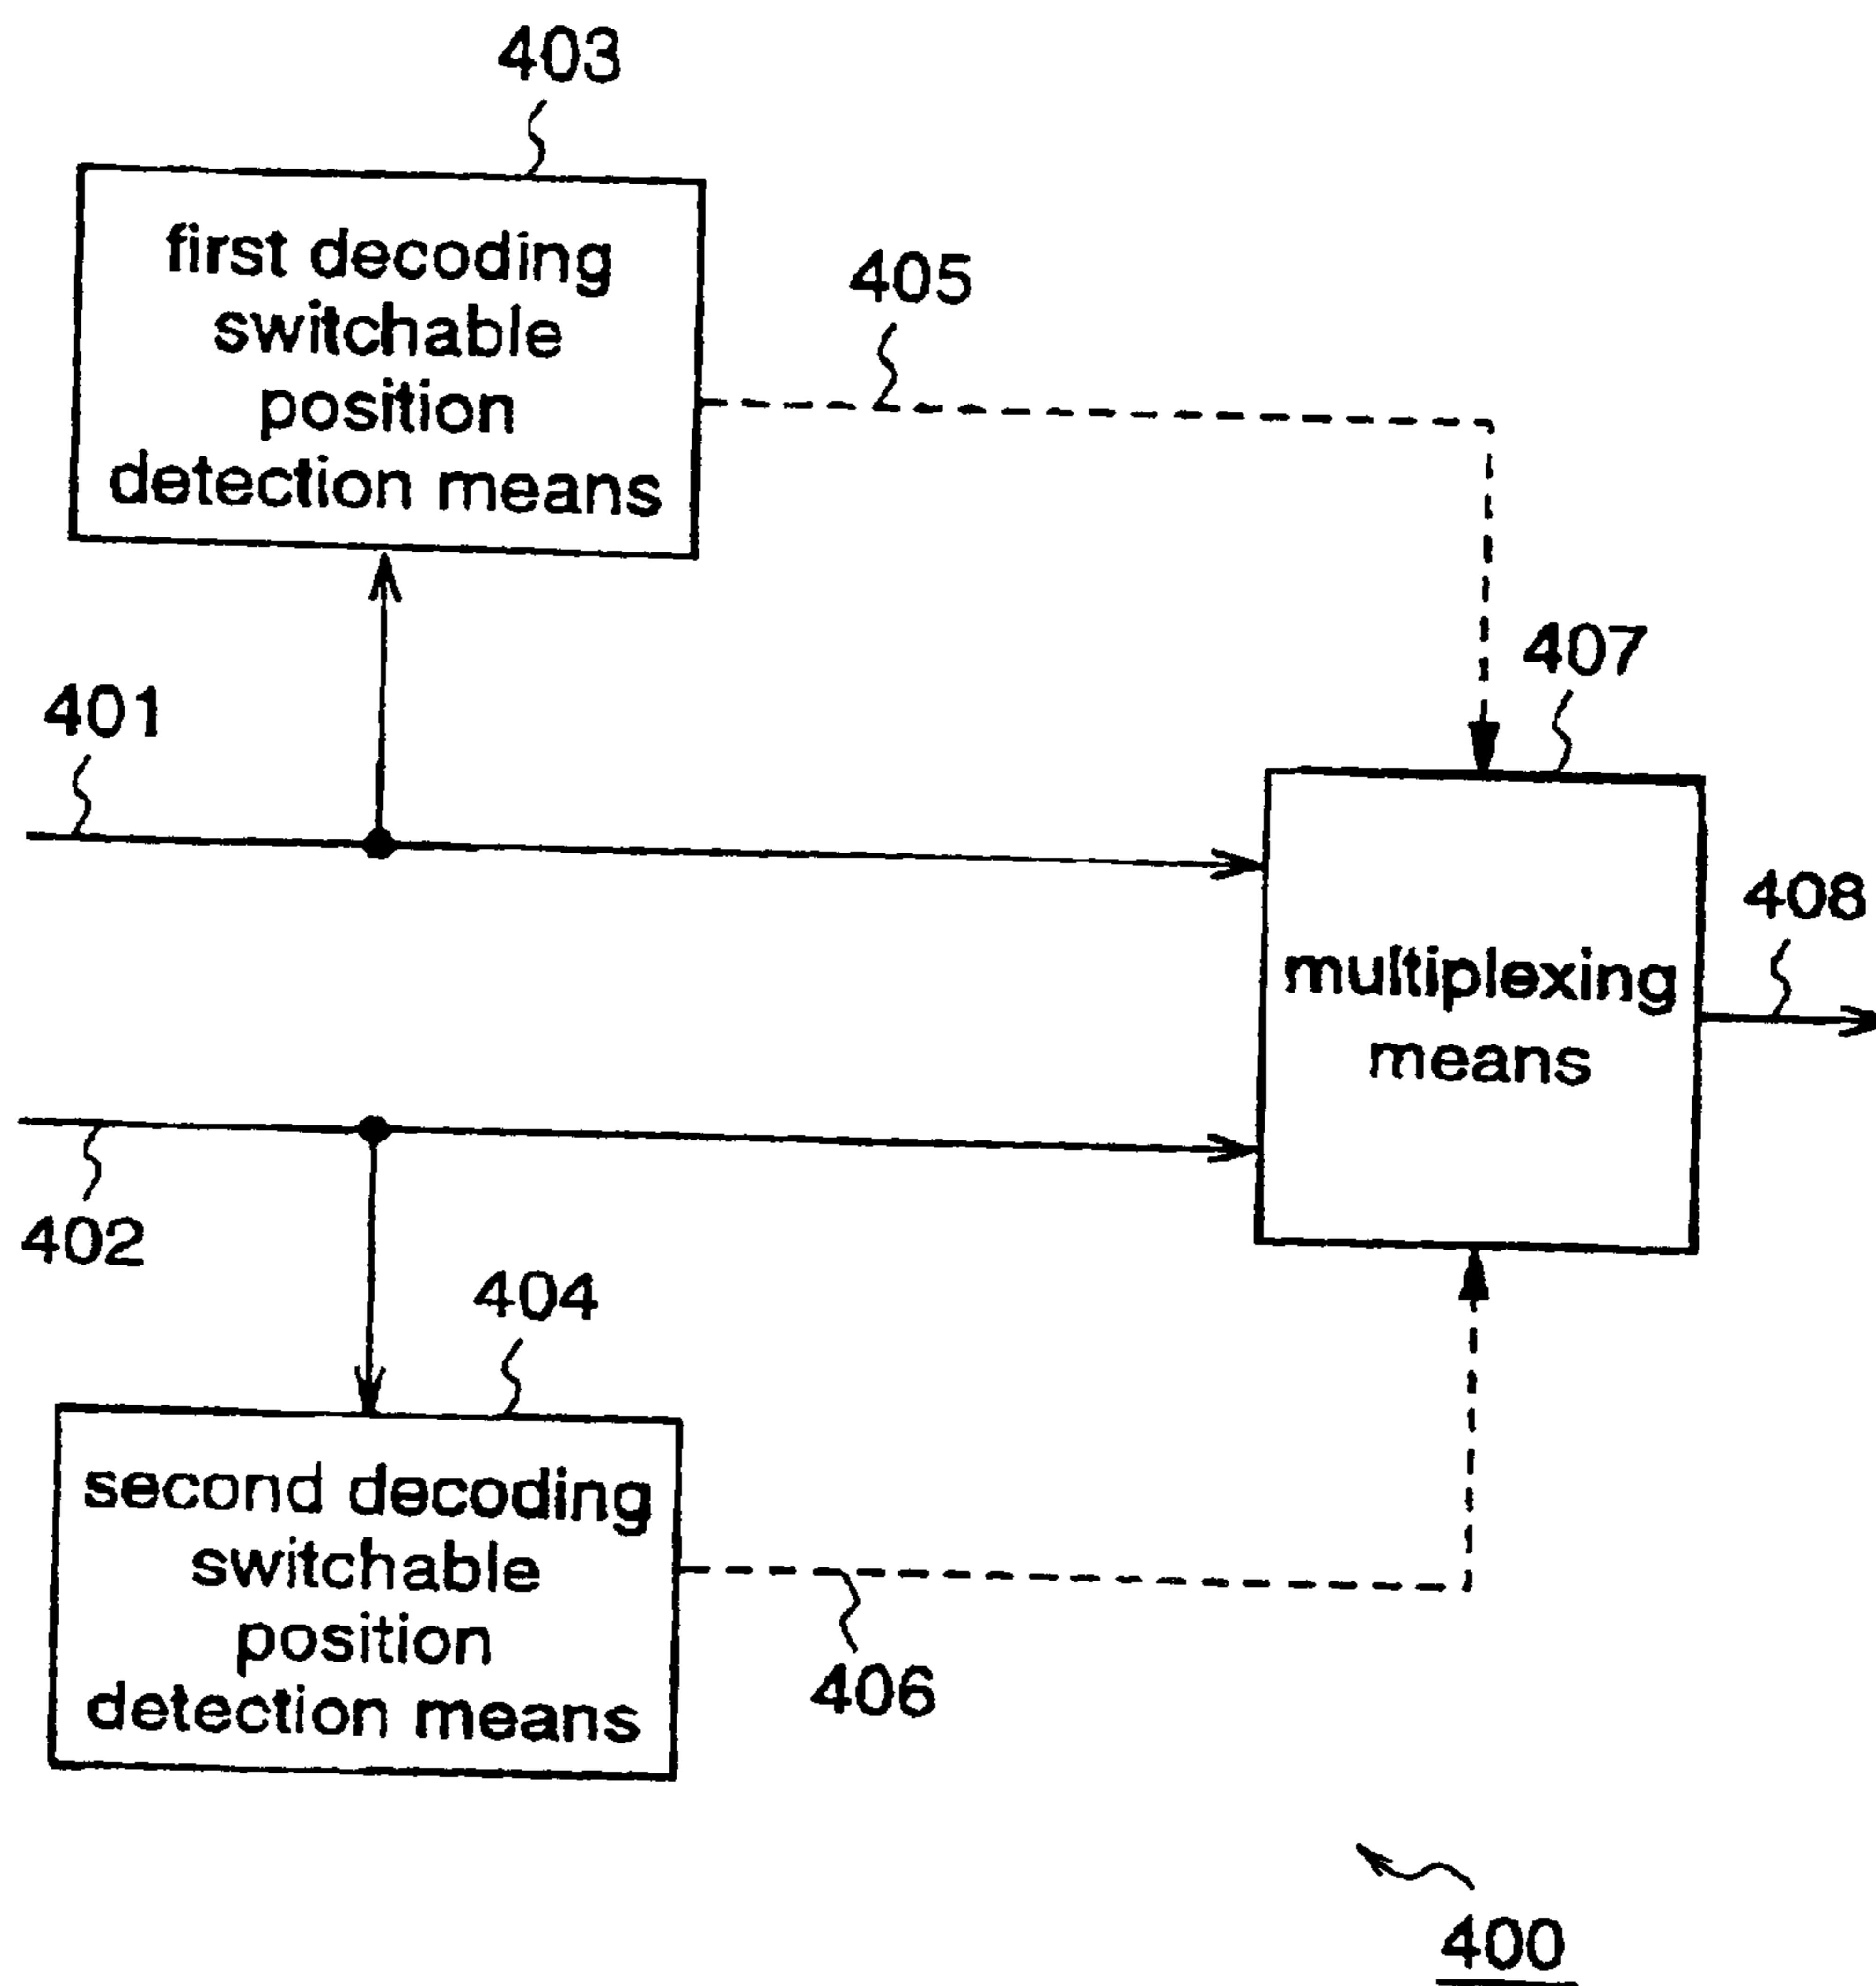 403
first decoding
switchable
position
detection means
405
407
401
408
multiplexing
means
402
404
second decoding
switchable
position
detection means
406
400